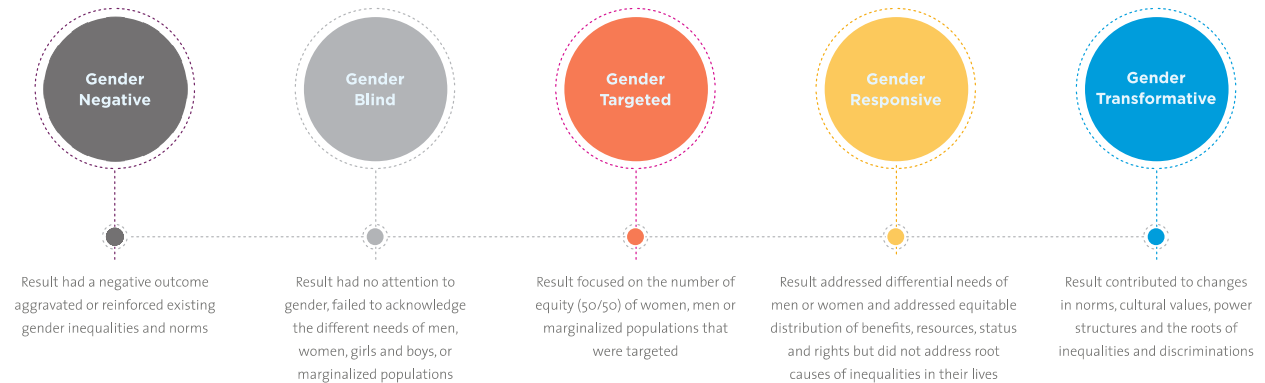 Gender
Negative
Gender
Blind
Gender
Targeted
Gender
Responsive
Gender
Transformative
Result had a negative outcome
aggravated or reinforced existing
gender inequalities and norms
Result had no attention to
gender, failed to acknowledge
the different needs of men,
women, girls and boys, or
marginalized populations
Result focused on the number of
equity (50/50) of women, men or
marginalized populations that
were targeted
Result addressed differential needs of
men or women and addressed equitable
distribution of benefits, resources, status
and rights but did not address root
causes of inequalities in their lives
Result contributed to changes
in norms, cultural values, power
structures and the roots of
inequalities and discriminations